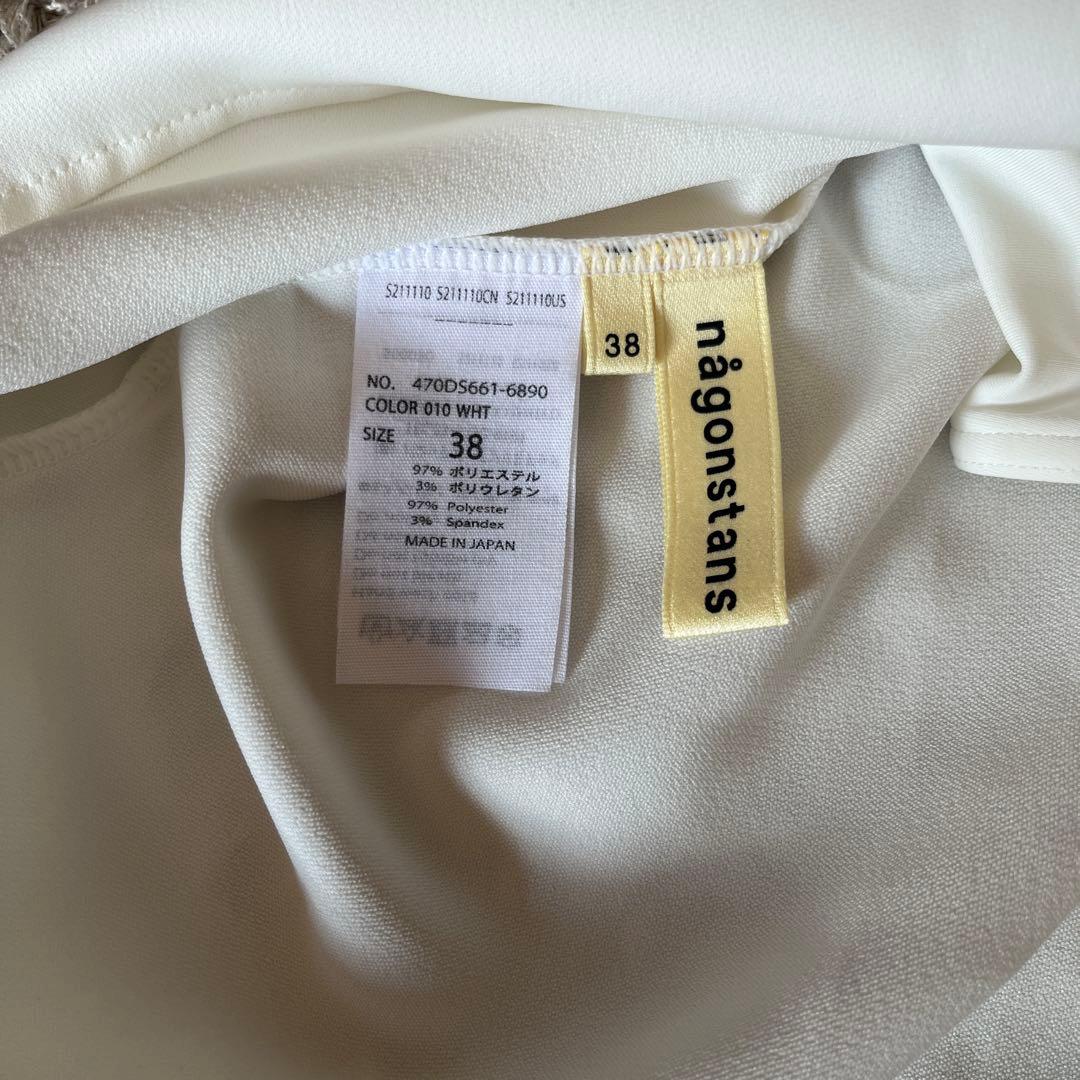 S211110 S211110CN S211110US
-------
NO. 470DS661-6890
COLOR 010 WHT
SIZE 38
97% ポリエステル
3% ポリウレタン
97% Polyester
3% Spandex
MADE IN JAPAN
38
någonstans